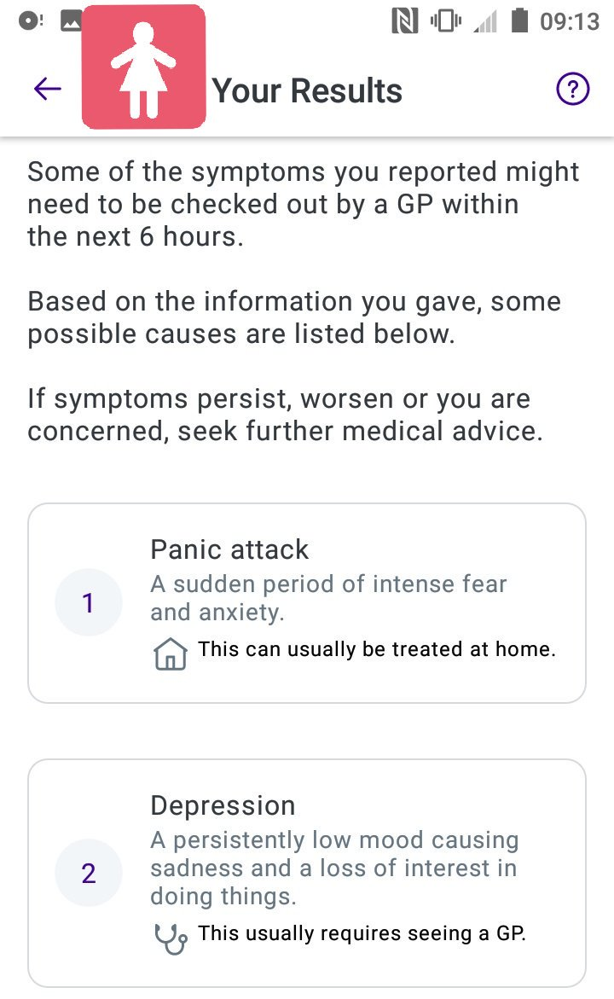 09:13
Your Results
?
Some of the symptoms you reported might
need to be checked out by a GP within
the next 6 hours.
Based on the information you gave, some
possible causes are listed below.
If symptoms persist, worsen or you are
concerned, seek further medical advice.
1
Panic attack
A sudden period of intense fear
and anxiety.
This can usually be treated at home.
2
Depression
A persistently low mood causing
sadness and a loss of interest in
doing things.
This usually requires seeing a GP.